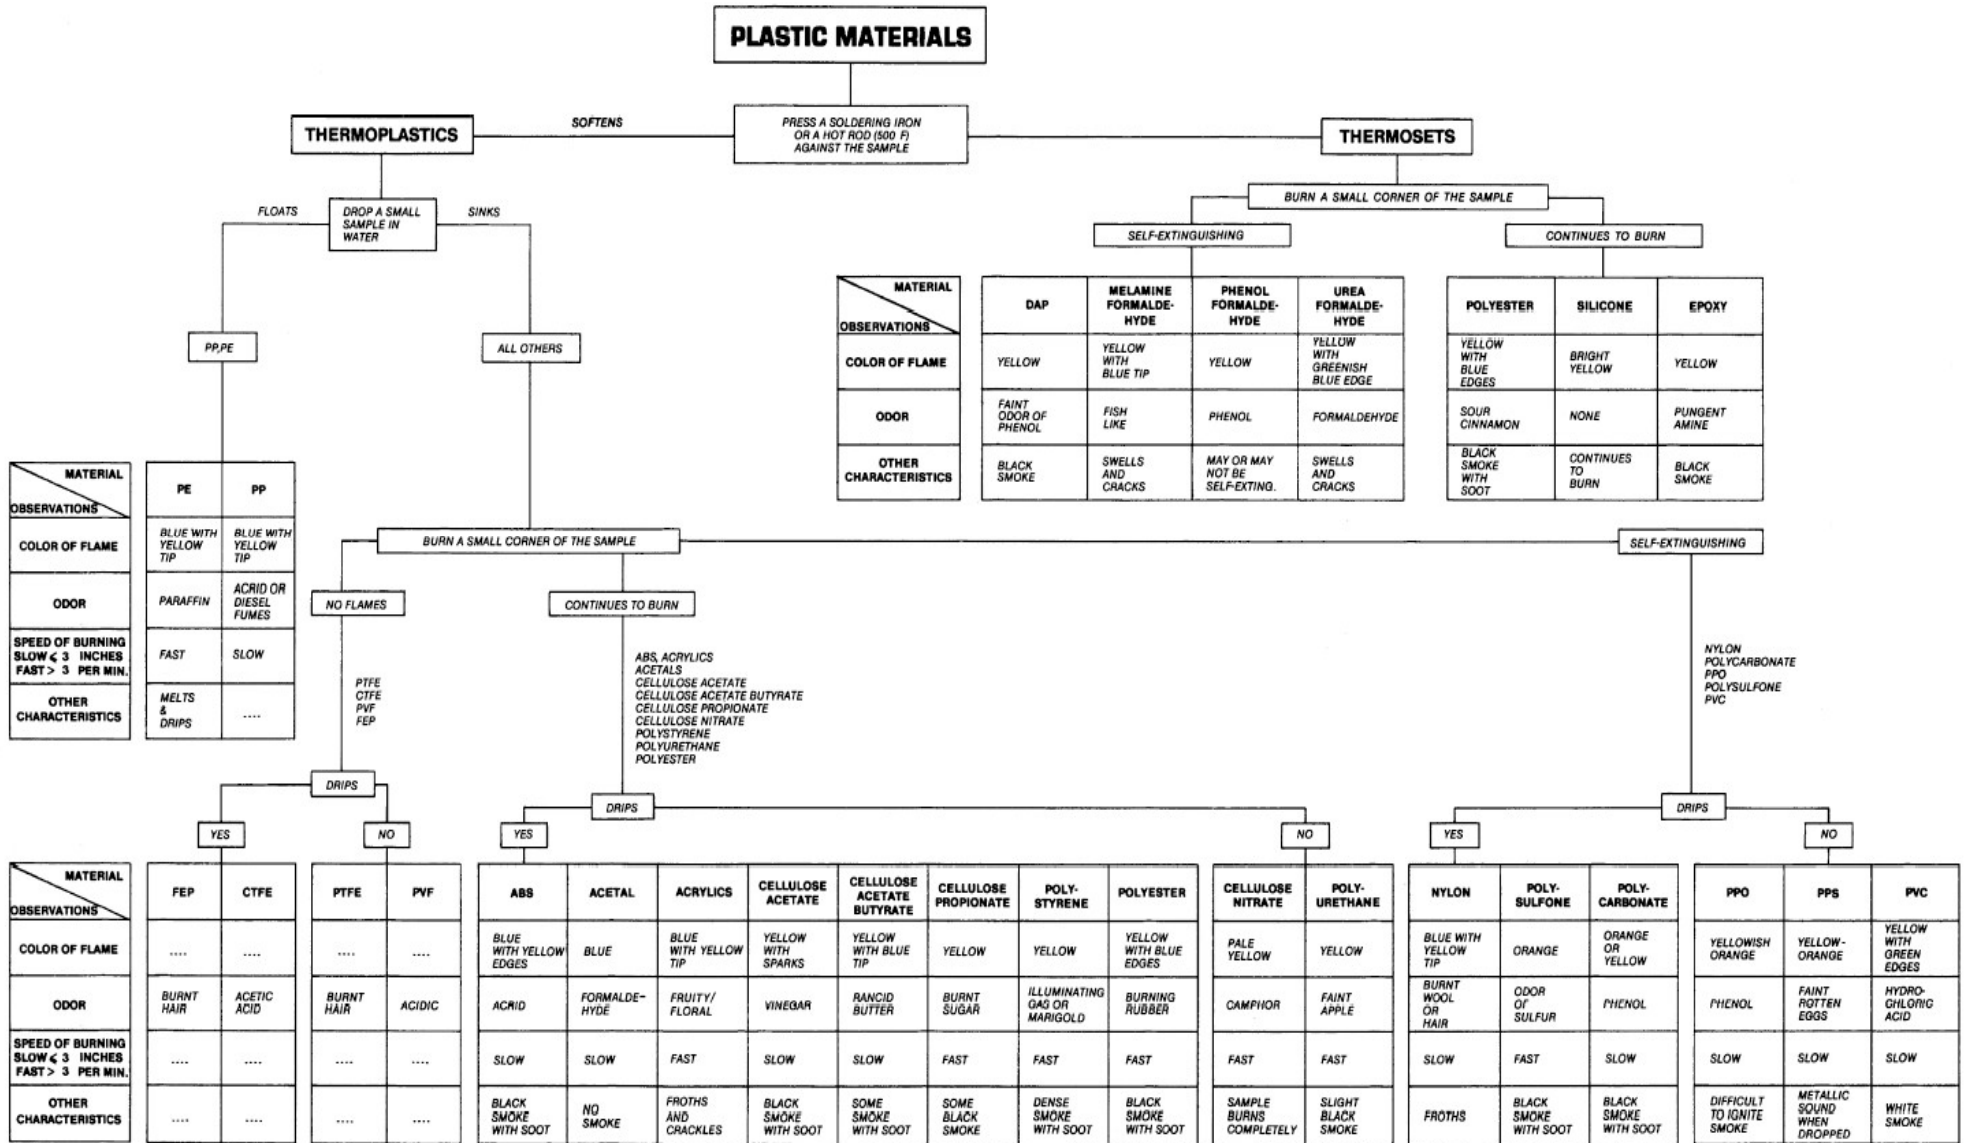 PLASTIC MATERIALS
PRESS A SOLDERING IRON
OR A HOT ROD (500 F)
AGAINST THE SAMPLE
SOFTENS
THERMOPLASTICS
THERMOSETS
DROP A SMALL
SAMPLE IN
WATER
FLOATS
SINKS
PP,PE
ALL OTHERS
BURN A SMALL CORNER OF THE SAMPLE
SELF-EXTINGUISHING
CONTINUES TO BURN
MATERIAL
OBSERVATIONS
DAP
MELAMINE
FORMALDE-
HYDE
PHENOL
FORMALDE-
HYDE
UREA
FORMALDE-
HYDE
POLYESTER
SILICONE
EPOXY
COLOR OF FLAME
YELLOW
YELLOW
WITH
BLUE TIP
YELLOW
YELLOW
WITH
GREENISH
BLUE EDGE
YELLOW
WITH
BLUE
EDGES
BRIGHT
YELLOW
YELLOW
ODOR
FAINT
ODOR OF
PHENOL
FISH
LIKE
PHENOL
FORMALDEHYDE
SOUR
CINNAMON
NONE
PUNGENT
AMINE
OTHER
CHARACTERISTICS
BLACK
SMOKE
SWELLS
AND
CRACKS
MAY OR MAY
NOT BE
SELF-EXTING.
SWELLS
AND
CRACKS
BLACK
SMOKE
WITH
SOOT
CONTINUES
TO
BURN
BLACK
SMOKE
MATERIAL
OBSERVATIONS
PE
PP
COLOR OF FLAME
BLUE WITH
YELLOW
TIP
BLUE WITH
YELLOW
TIP
ODOR
PARAFFIN
ACRID OR
DIESEL
FUMES
SPEED OF BURNING
SLOW ⩽ 3 INCHES
FAST > 3 PER MIN.
FAST
SLOW
OTHER
CHARACTERISTICS
MELTS
&
DRIPS
....
BURN A SMALL CORNER OF THE SAMPLE
SELF-EXTINGUISHING
NO FLAMES
CONTINUES TO BURN
PTFE
CTFE
PVF
FEP
ABS, ACRYLICS
ACETALS
CELLULOSE ACETATE
CELLULOSE ACETATE BUTYRATE
CELLULOSE PROPIONATE
CELLULOSE NITRATE
POLYSTYRENE
POLYURETHANE
POLYESTER
NYLON
POLYCARBONATE
PPO
POLYSULFONE
PVC
DRIPS
YES
NO
DRIPS
YES
NO
DRIPS
YES
NO
MATERIAL
OBSERVATIONS
FEP
CTFE
PTFE
PVF
ABS
ACETAL
ACRYLICS
CELLULOSE
ACETATE
CELLULOSE
ACETATE
BUTYRATE
CELLULOSE
PROPIONATE
POLY-
STYRENE
POLYESTER
CELLULOSE
NITRATE
POLY-
URETHANE
NYLON
POLY-
SULFONE
POLY-
CARBONATE
PPO
PPS
PVC
COLOR OF FLAME
....
....
....
....
BLUE
WITH YELLOW
EDGES
BLUE
BLUE
WITH YELLOW
TIP
YELLOW
WITH
SPARKS
YELLOW
WITH BLUE
TIP
YELLOW
YELLOW
YELLOW
WITH BLUE
EDGES
PALE
YELLOW
YELLOW
BLUE WITH
YELLOW
TIP
ORANGE
ORANGE
OR
YELLOW
YELLOWISH
ORANGE
YELLOW-
ORANGE
YELLOW
WITH
GREEN
EDGES
ODOR
BURNT
HAIR
ACETIC
ACID
BURNT
HAIR
ACIDIC
ACRID
FORMALDE-
HYDE
FRUITY/
FLORAL
VINEGAR
RANCID
BUTTER
BURNT
SUGAR
ILLUMINATING
GAS OR
MARIGOLD
BURNING
RUBBER
CAMPHOR
FAINT
APPLE
BURNT
WOOL
OR
HAIR
ODOR
OF
SULFUR
PHENOL
PHENOL
FAINT
ROTTEN
EGGS
HYDRO-
CHLORIC
ACID
SPEED OF BURNING
SLOW ⩽ 3 INCHES
FAST > 3 PER MIN.
....
....
....
....
SLOW
SLOW
FAST
SLOW
SLOW
FAST
FAST
FAST
FAST
FAST
SLOW
FAST
SLOW
SLOW
SLOW
SLOW
OTHER
CHARACTERISTICS
....
....
....
....
BLACK
SMOKE
WITH SOOT
NO
SMOKE
FROTHS
AND
CRACKLES
BLACK
SMOKE
WITH SOOT
SOME
SMOKE
WITH SOOT
SOME
BLACK
SMOKE
DENSE
SMOKE
WITH SOOT
BLACK
SMOKE
WITH SOOT
SAMPLE
BURNS
COMPLETELY
SLIGHT
BLACK
SMOKE
FROTHS
BLACK
SMOKE
WITH SOOT
BLACK
SMOKE
WITH SOOT
DIFFICULT
TO IGNITE
SMOKE
METALLIC
SOUND
WHEN
DROPPED
WHITE
SMOKE